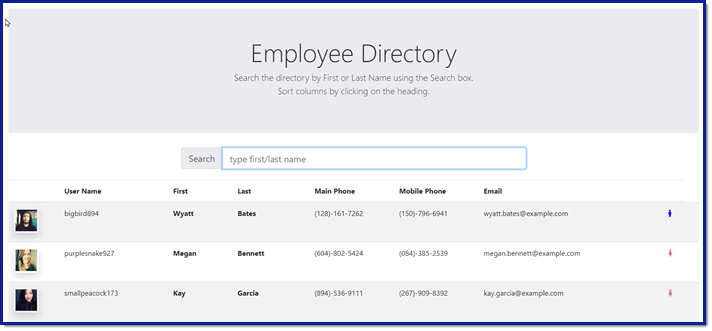 Employee Directory
Search the directory by First or Last Name using the Search box.
Sort columns by clicking on the heading.
Search type first/last name
User Name First Last Main Phone Mobile Phone Email
bigbird894 Wyatt Bates (128)-161-7262 (150)-796-6941 wyatt.bates@example.com
purplesnake927 Megan Bennett (604)-802-5424 (084)-385-2539 megan.bennett@example.com
smallpeacock173 Kay Garcia (894)-536-9111 (267)-909-8392 kay.garcia@example.com